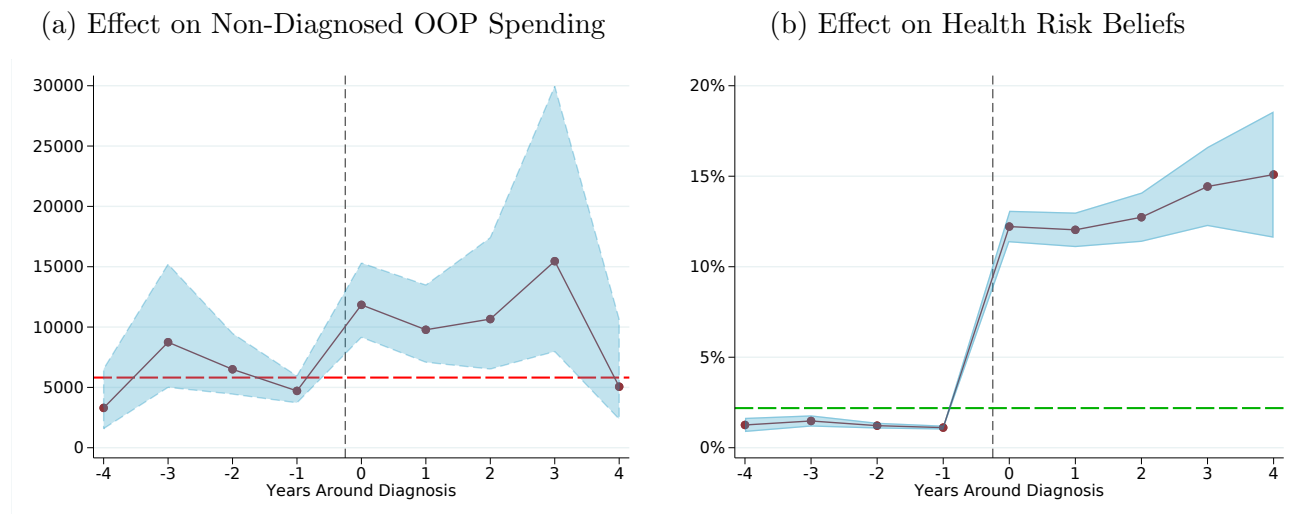 (a) Effect on Non-Diagnosed OOP Spending
30000
25000
20000
15000
10000
5000
0
-4 -3 -2 -1 0 1 2 3 4
Years Around Diagnosis
(b) Effect on Health Risk Beliefs
20%
15%
10%
5%
0%
-4 -3 -2 -1 0 1 2 3 4
Years Around Diagnosis